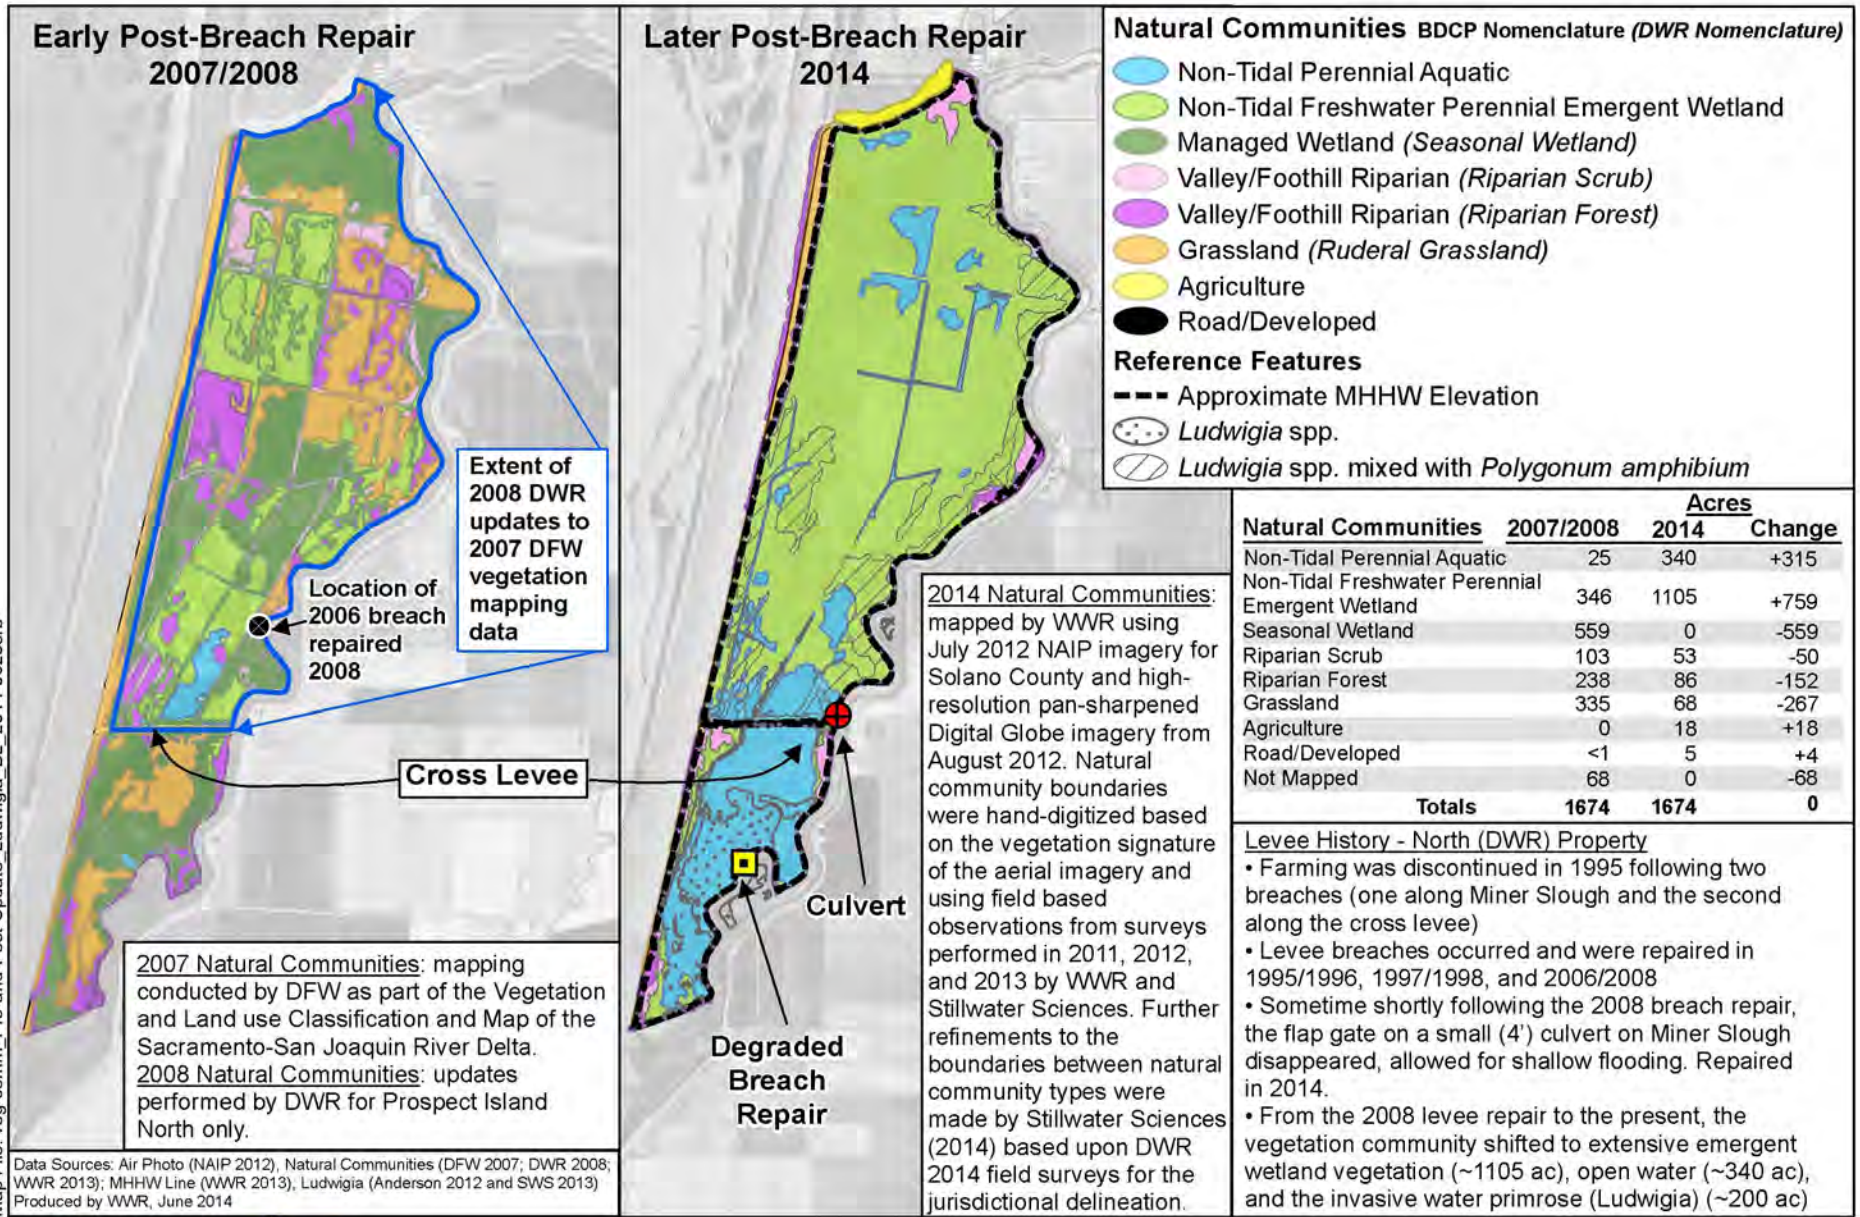 Early Post-Breach Repair
2007/2008
Later Post-Breach Repair
2014
Natural Communities BDCP Nomenclature (DWR Nomenclature)
Non-Tidal Perennial Aquatic
Non-Tidal Freshwater Perennial Emergent Wetland
Managed Wetland (Seasonal Wetland)
Valley/Foothill Riparian (Riparian Scrub)
Valley/Foothill Riparian (Riparian Forest)
Grassland (Ruderal Grassland)
Agriculture
Road/Developed
Reference Features
Approximate MHHW Elevation
Ludwigia spp.
Ludwigia spp. mixed with Polygonum amphibium
Extent of
2008 DWR
updates to
2007 DFW
vegetation
mapping
data
Location of
2006 breach
repaired
2008
Cross Levee
Culvert
Degraded
Breach
Repair
2007 Natural Communities: mapping
conducted by DFW as part of the Vegetation
and Land use Classification and Map of the
Sacramento-San Joaquin River Delta.
2008 Natural Communities: updates
performed by DWR for Prospect Island
North only.
Data Sources: Air Photo (NAIP 2012), Natural Communities (DFW 2007; DWR 2008;
WWR 2013); MHHW Line (WWR 2013), Ludwigia (Anderson 2012 and SWS 2013)
Produced by WWR, June 2014
2014 Natural Communities:
mapped by WWR using
July 2012 NAIP imagery for
Solano County and high-
resolution pan-sharpened
Digital Globe imagery from
August 2012. Natural
community boundaries
were hand-digitized based
on the vegetation signature
of the aerial imagery and
using field based
observations from surveys
performed in 2011, 2012,
and 2013 by WWR and
Stillwater Sciences. Further
refinements to the
boundaries between natural
community types were
made by Stillwater Sciences
(2014) based upon DWR
2014 field surveys for the
jurisdictional delineation.
Acres
Natural Communities 2007/2008 2014 Change
Non-Tidal Perennial Aquatic 25 340 +315
Non-Tidal Freshwater Perennial
Emergent Wetland 346 1105 +759
Seasonal Wetland 559 0 -559
Riparian Scrub 103 53 -50
Riparian Forest 238 86 -152
Grassland 335 68 -267
Agriculture 0 18 +18
Road/Developed <1 5 +4
Not Mapped 68 0 -68
Totals 1674 1674 0
Levee History - North (DWR) Property
• Farming was discontinued in 1995 following two
breaches (one along Miner Slough and the second
along the cross levee)
• Levee breaches occurred and were repaired in
1995/1996, 1997/1998, and 2006/2008
• Sometime shortly following the 2008 breach repair,
the flap gate on a small (4') culvert on Miner Slough
disappeared, allowed for shallow flooding. Repaired
in 2014.
• From the 2008 levee repair to the present, the
vegetation community shifted to extensive emergent
wetland vegetation (~1105 ac), open water (~340 ac),
and the invasive water primrose (Ludwigia) (~200 ac)